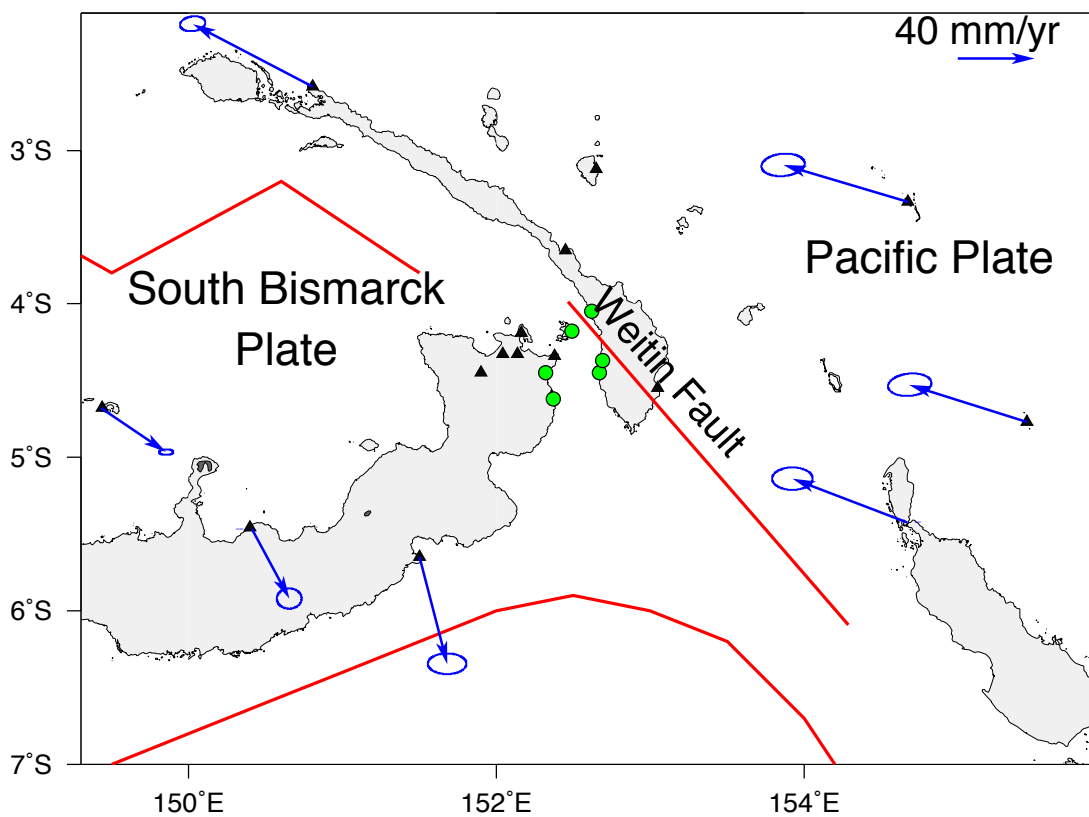 40 mm/yr
3˚S
Pacific Plate
South Bismarck
Plate
4˚S
Weitin Fault
5˚S
6˚S
7˚S
150˚E
152˚E
154˚E